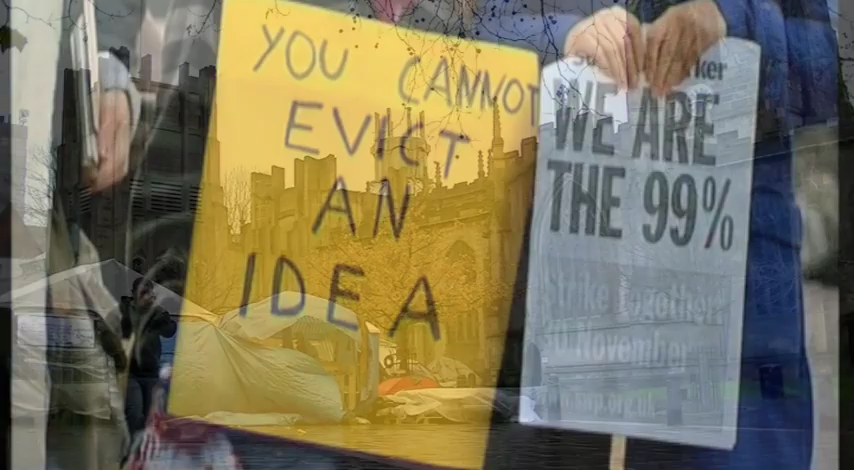 YOU CANNOT
EVICT
AN
IDEA
WE ARE
THE 99%
Strike Together
30 November